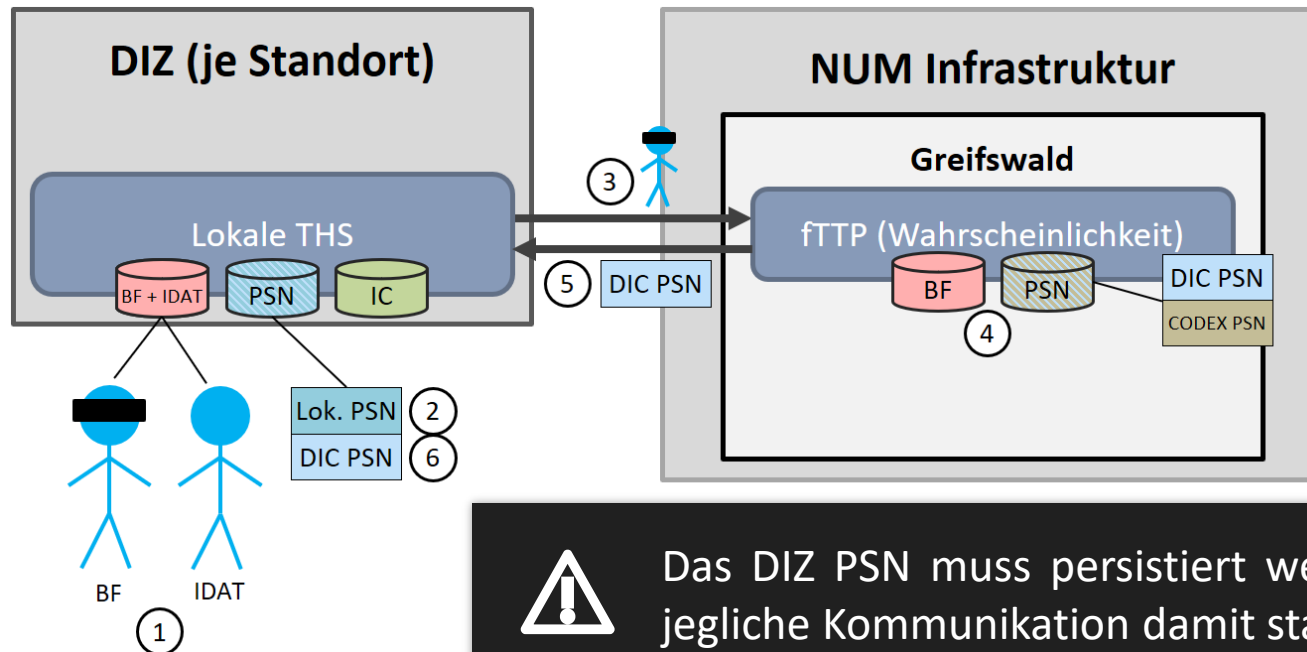 DIZ (je Standort)
NUM Infrastruktur
Greifswald
3
Lokale THS
fTTP (Wahrscheinlichkeit)
BF + IDAT
PSN
IC
5
DIC PSN
BF
PSN
4
DIC PSN
CODEX PSN
Lok. PSN
2
DIC PSN
6
BF
IDAT
1
Das DIZ PSN muss persistiert
jegliche Kommunikation damit